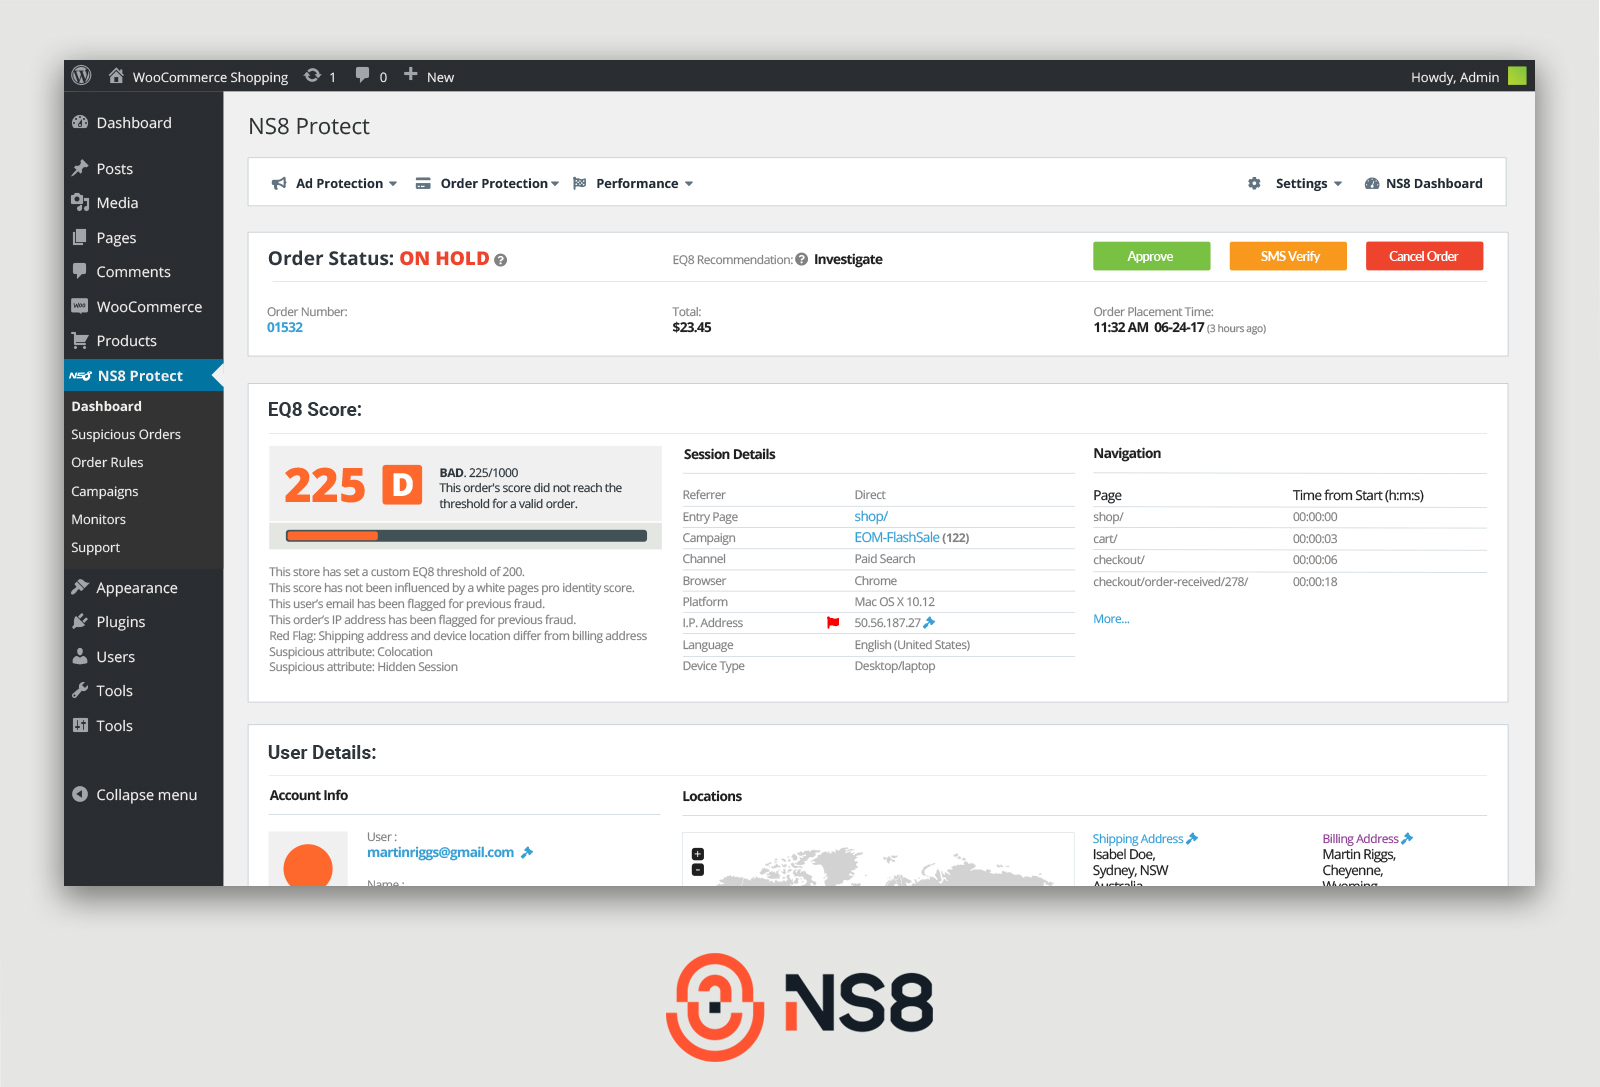 WooCommerce Shopping 1 0 New Howdy, Admin
Dashboard
Posts
Media
Pages
Comments
WooCommerce
Products
NS8 NS8 Protect
Dashboard
Suspicious Orders
Order Rules
Campaigns
Monitors
Support
Appearance
Plugins
Users
Tools
Tools
Collapse menu
NS8 Protect
Ad Protection Order Protection Performance Settings NS8 Dashboard
Order Status: ON HOLD ? EQ8 Recommendation: ? Investigate Approve SMS Verify Cancel Order
Order Number: Total: Order Placement Time:
01532 $23.45 11:32 AM 06-24-17 (3 hours ago)
EQ8 Score:
225 D
BAD. 225/1000
This order's score did not reach the
threshold for a valid order.
This store has set a custom EQ8 threshold of 200.
This score has not been influenced by a white pages pro identity score.
This user's email has been flagged for previous fraud.
This order's IP address has been flagged for previous fraud.
Red Flag: Shipping address and device location differ from billing address
Suspicious attribute: Colocation
Suspicious attribute: Hidden Session
Session Details
Referrer Direct
Entry Page shop/
Campaign EOM-FlashSale (122)
Channel Paid Search
Browser Chrome
Platform Mac OS X 10.12
I.P. Address 50.56.187.27
Language English (United States)
Device Type Desktop/laptop
Navigation
Page Time from Start (h:m:s)
shop/ 00:00:00
cart/ 00:00:03
checkout/ 00:00:06
checkout/order-received/278/ 00:00:18
More...
User Details:
Account Info
User :
martinriggs@gmail.com
Name :
Locations
+
-
Shipping Address
Isabel Doe,
Sydney, NSW
Australia
Billing Address
Martin Riggs,
Cheyenne,
Wyoming
NS8